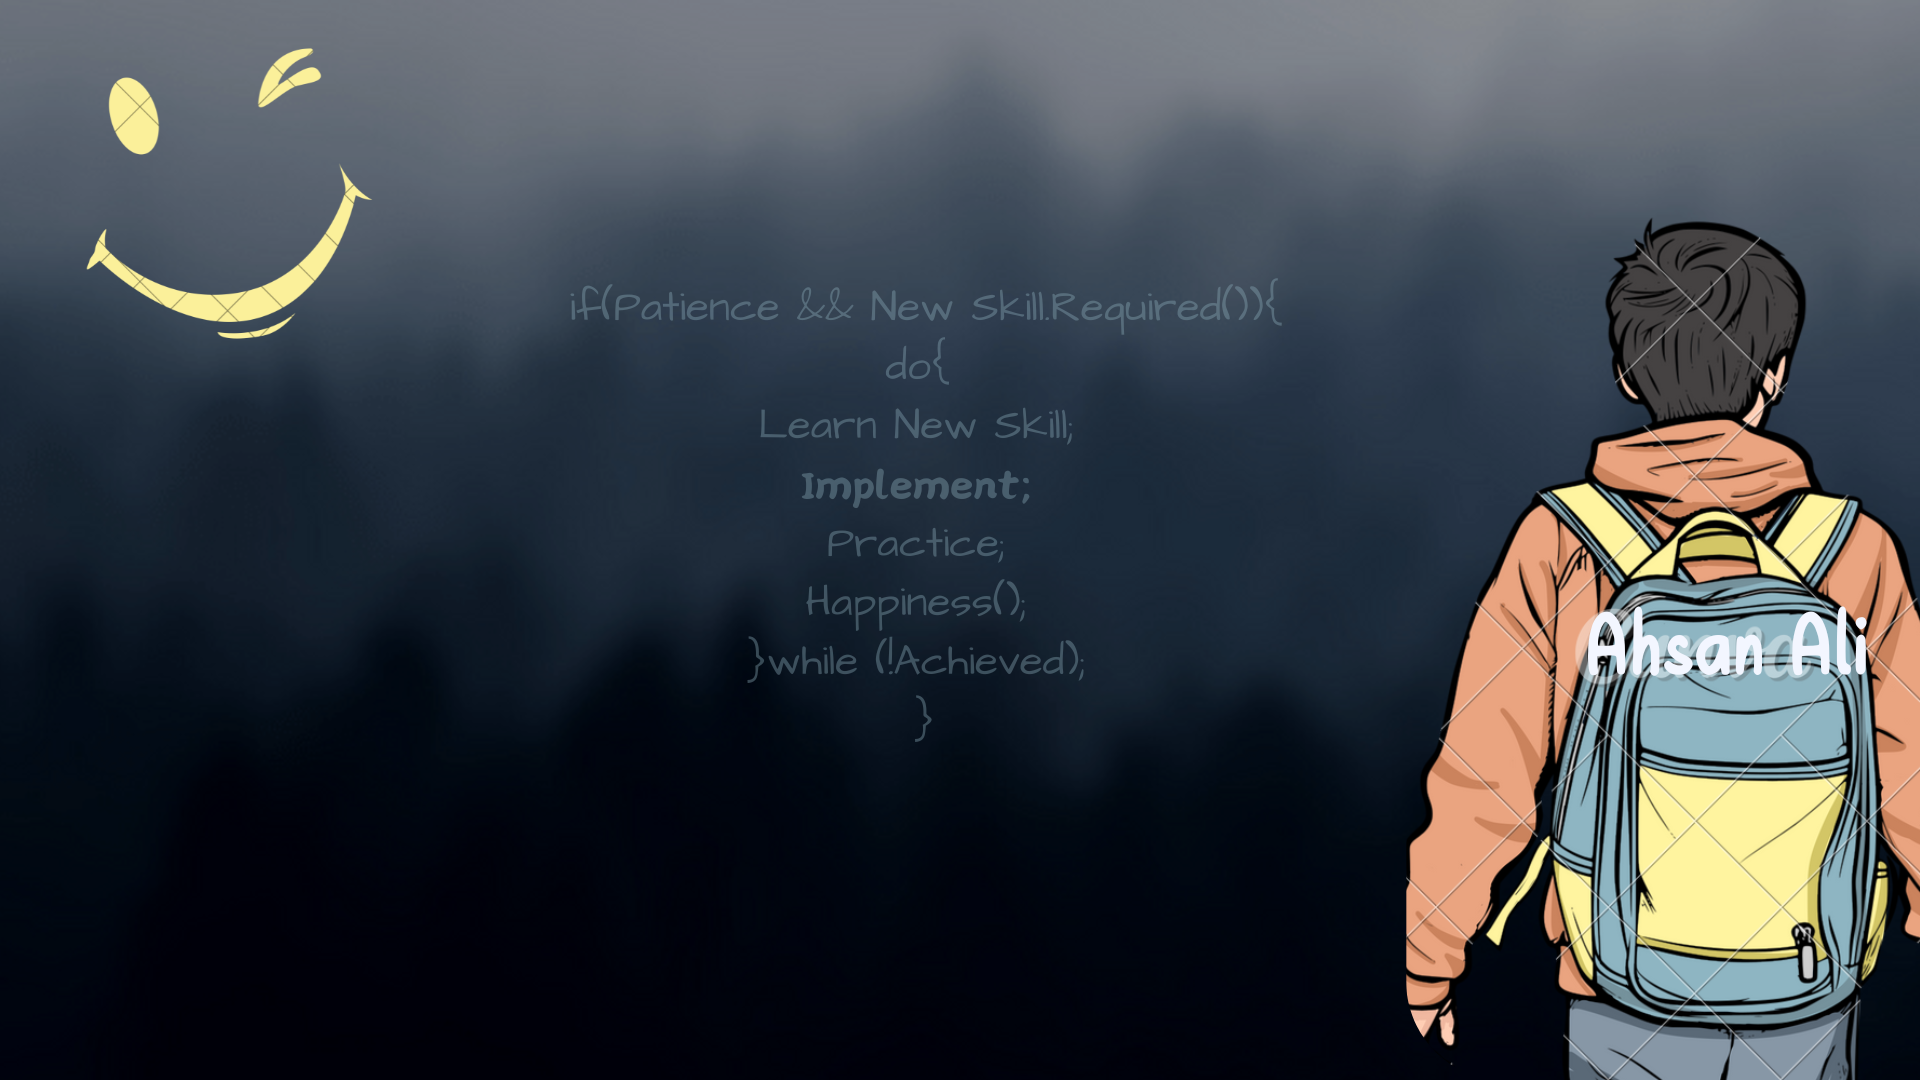 if(Patience && New Skill.Required()){
do{
Learn New Skill;
Implement;
Practice;
Happiness();
}while (!Achieved);
}
Ahsan Ali